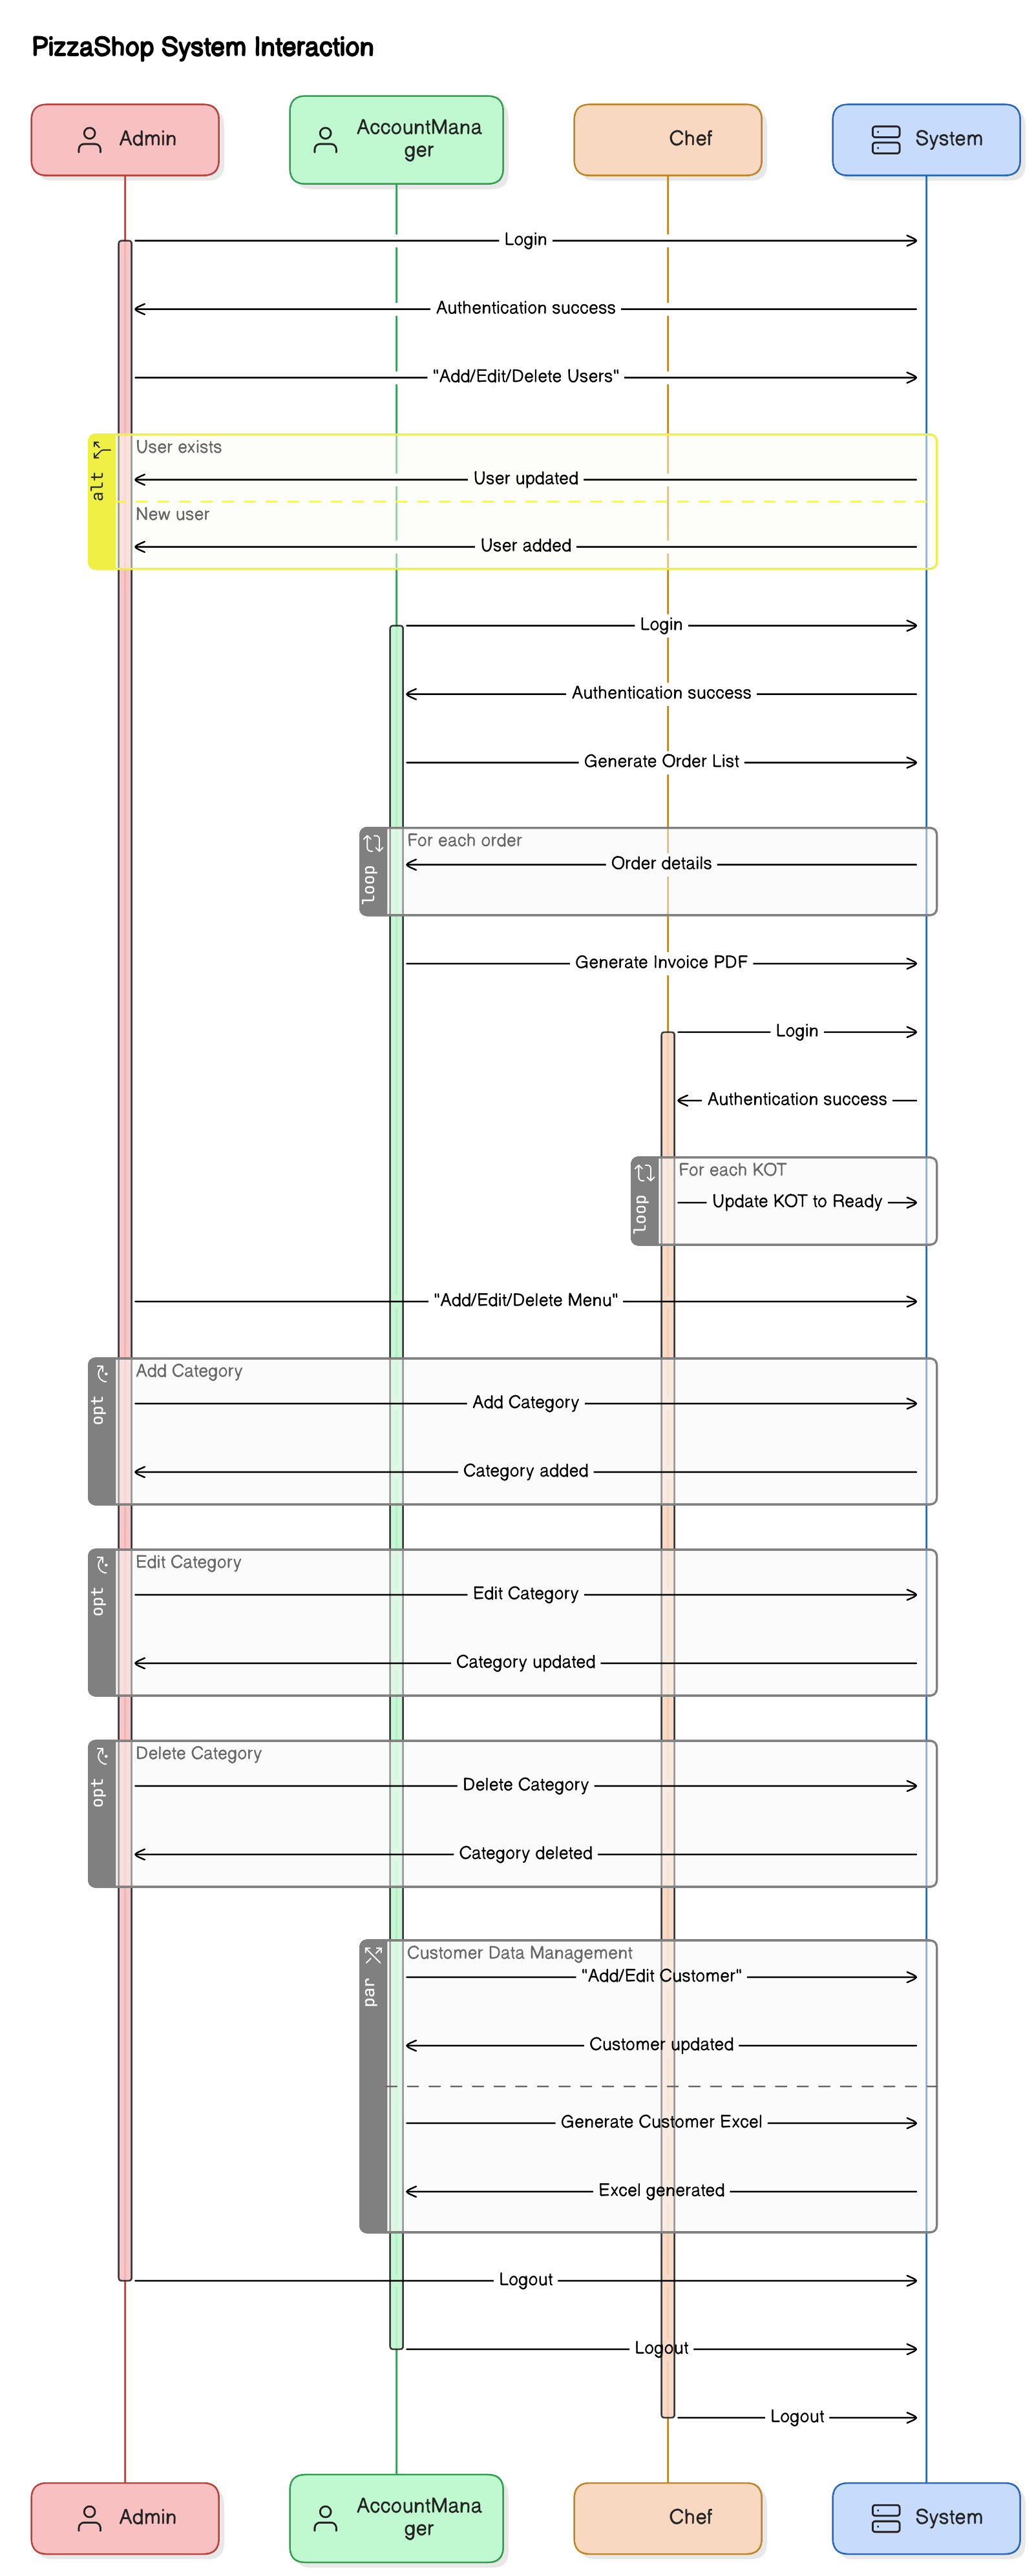 PizzaShop System Interaction
Admin
AccountMana
ger
Chef
System
Login
Authentication success
"Add/Edit/Delete Users"
alt
User exists
User updated
New user
User added
Login
Authentication success
Generate Order List
loop
For each order
Order details
Generate Invoice PDF
Login
Authentication success
loop
For each KOT
Update KOT to Ready
"Add/Edit/Delete Menu"
opt
Add Category
Add Category
Category added
opt
Edit Category
Edit Category
Category updated
opt
Delete Category
Delete Category
Category deleted
par
Customer Data Management
"Add/Edit Customer"
Customer updated
Generate Customer Excel
Excel generated
Logout
Logout
Logout
Admin
AccountMana
ger
Chef
System